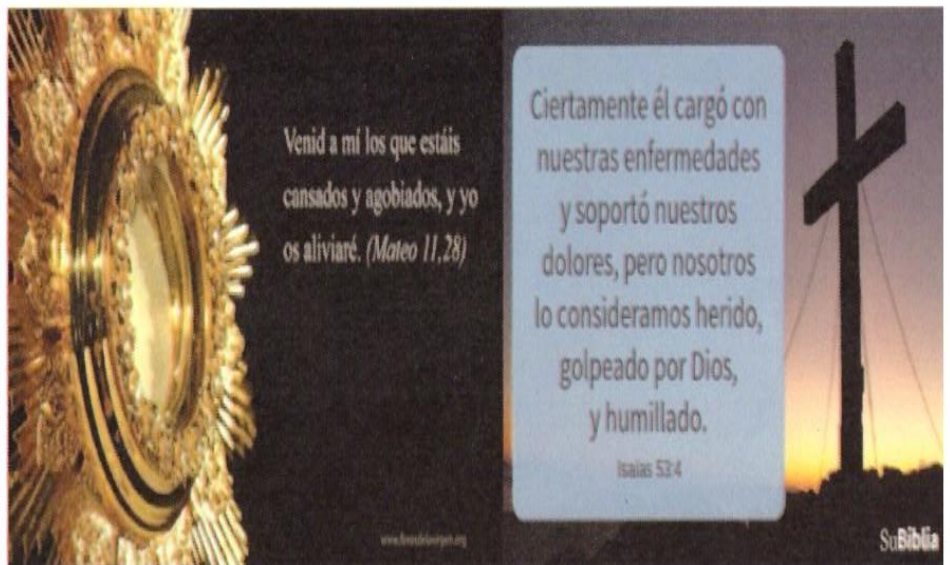 Venid a mí los que estáis
cansados y agobiados, y yo
os aliviaré. (Mateo 11,28)
Ciertamente él cargó con
nuestras enfermedades
y soportó nuestros
dolores, pero nosotros
lo consideramos herido,
golpeado por Dios,
y humillado.
Isaías 53:4
SuBiblia